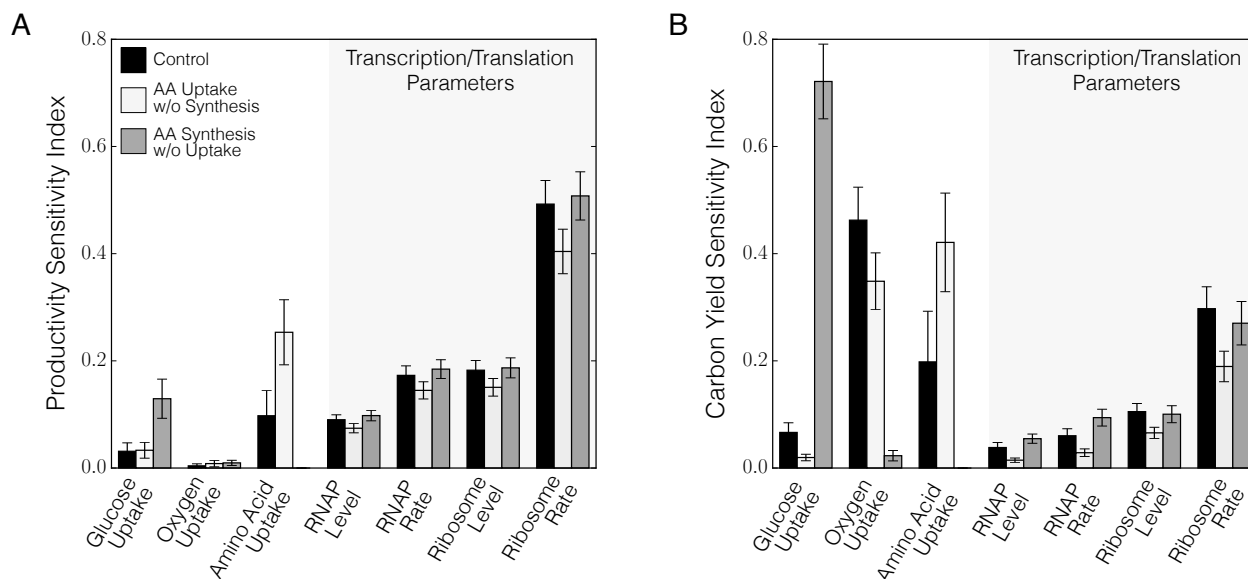 A
Productivity Sensitivity Index
0.8
0.6
0.4
0.2
0.0
Control
AA Uptake
w/o Synthesis
AA Synthesis
w/o Uptake
Transcription/Translation
Parameters
Glucose
Uptake
Oxygen
Uptake
Amino Acid
Uptake
RNAP
Level
RNAP
Rate
Ribosome
Level
Ribosome
Rate
B
Carbon Yield Sensitivity Index
0.8
0.6
0.4
0.2
0.0
Transcription/Translation
Parameters
Glucose
Uptake
Oxygen
Uptake
Amino Acid
Uptake
RNAP
Level
RNAP
Rate
Ribosome
Level
Ribosome
Rate